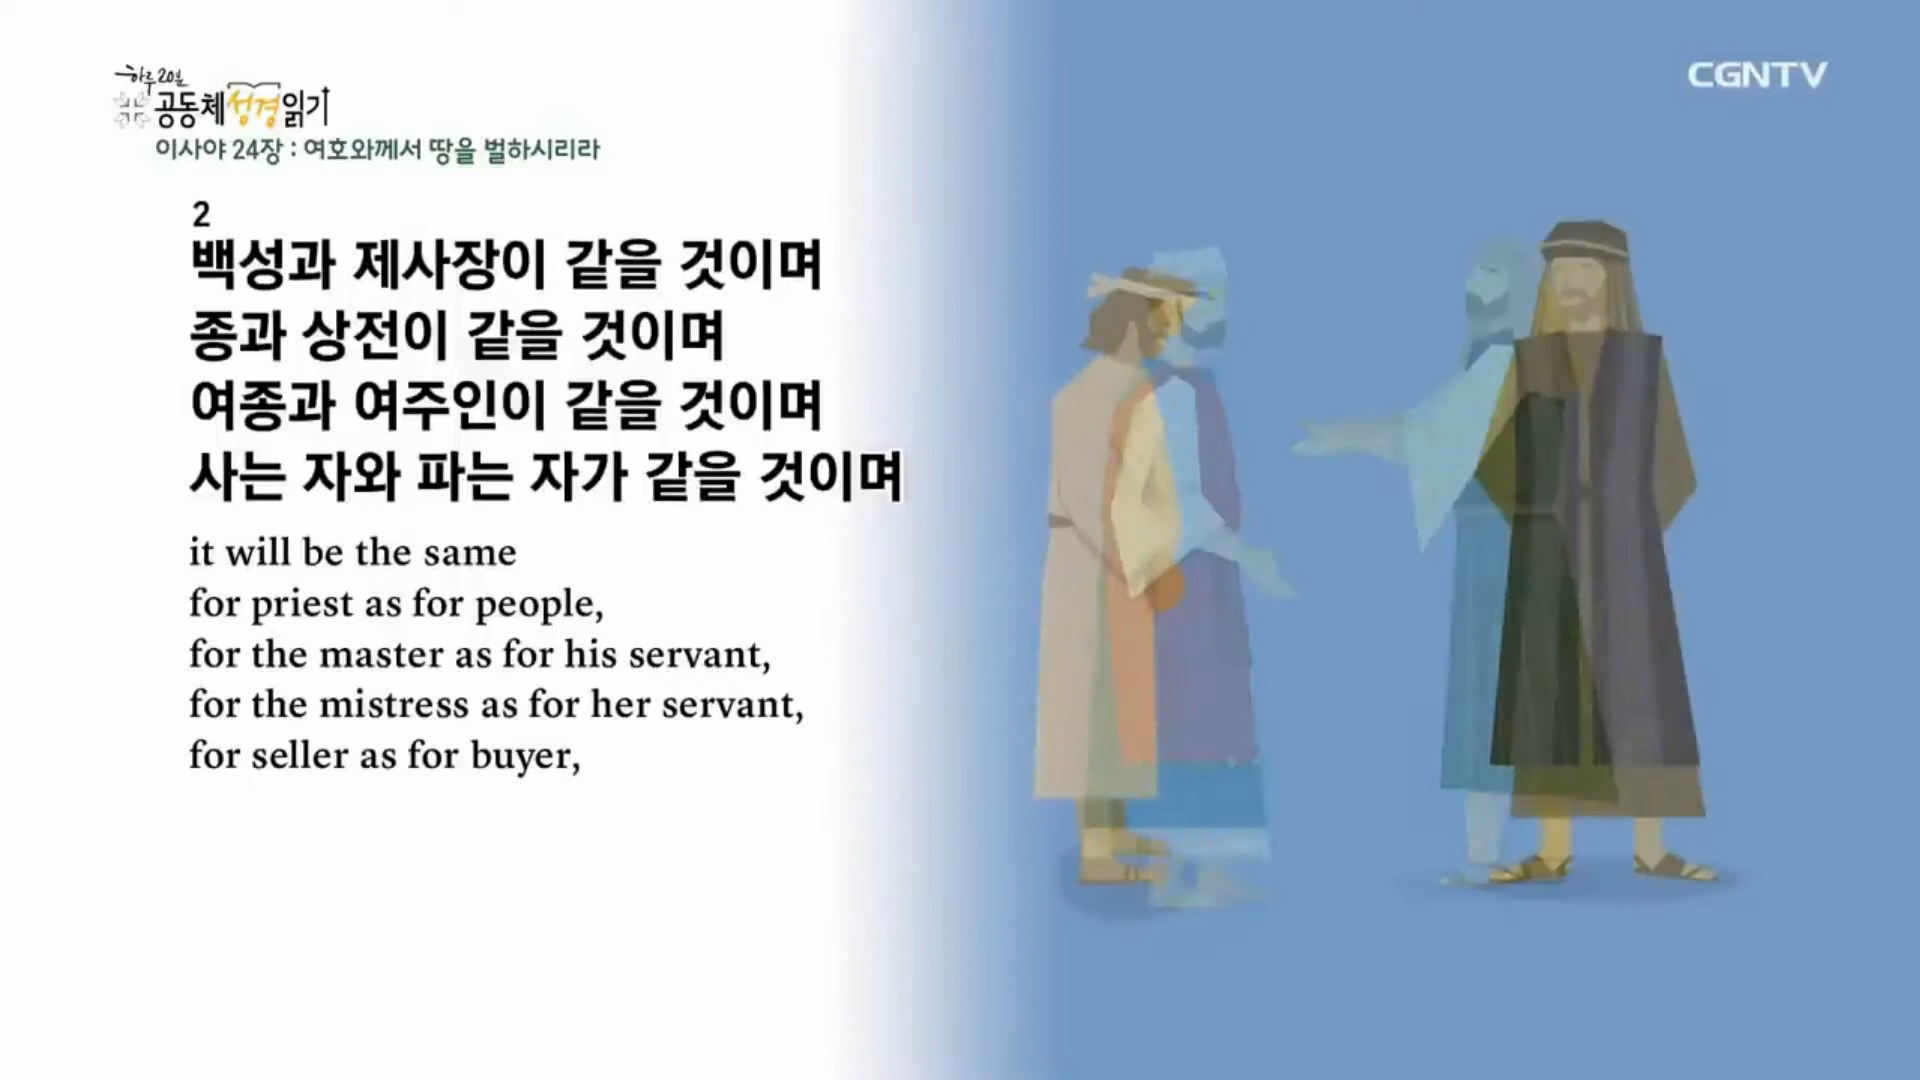 하루 20분
공동체 성경 읽기
CGNTV
이사야 24장 : 여호와께서 땅을 벌하시리라
2
백성과 제사장이 같을 것이며
종과 상전이 같을 것이며
여종과 여주인이 같을 것이며
사는 자와 파는 자가 같을 것이며
it will be the same
for priest as for people,
for the master as for his servant,
for the mistress as for her servant,
for seller as for buyer,